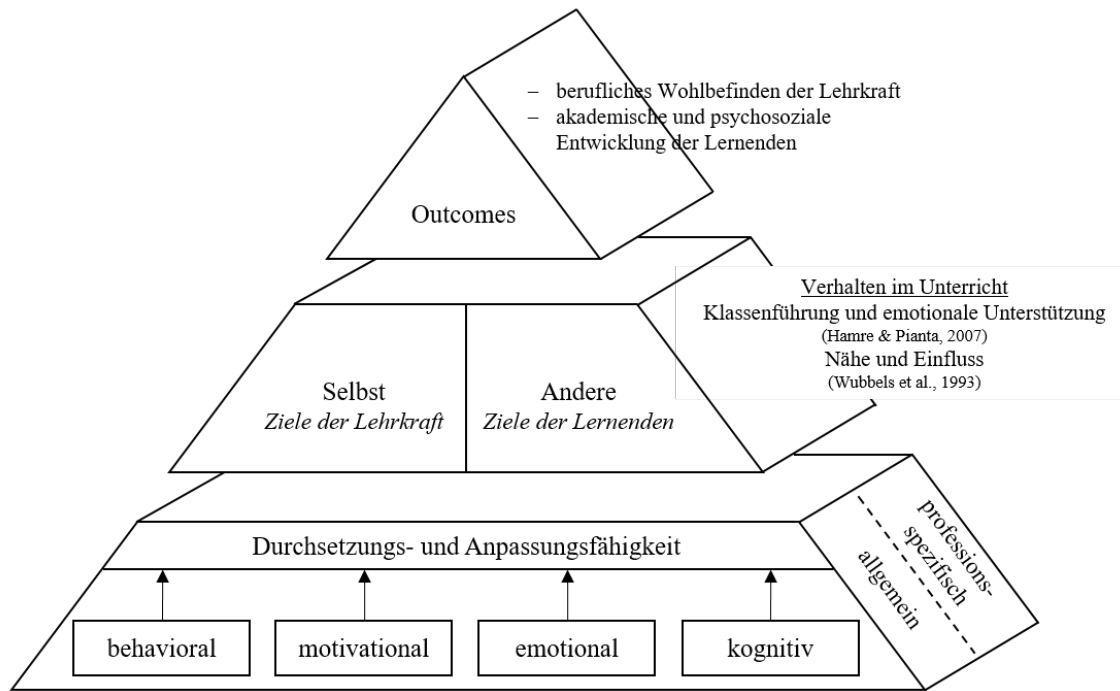 – berufliches Wohlbefinden der Lehrkraft
– akademische und psychosoziale
Entwicklung der Lernenden
Outcomes
Verhalten im Unterricht
Klassenführung und emotionale Unterstützung
(Hamre & Pianta, 2007)
Nähe und Einfluss
(Wubbels et al., 1993)
Selbst
Ziele der Lehrkraft
Andere
Ziele der Lernenden
Durchsetzungs- und Anpassungsfähigkeit
behavioral
motivational
emotional
kognitiv
allgemein
professions-
spezifisch